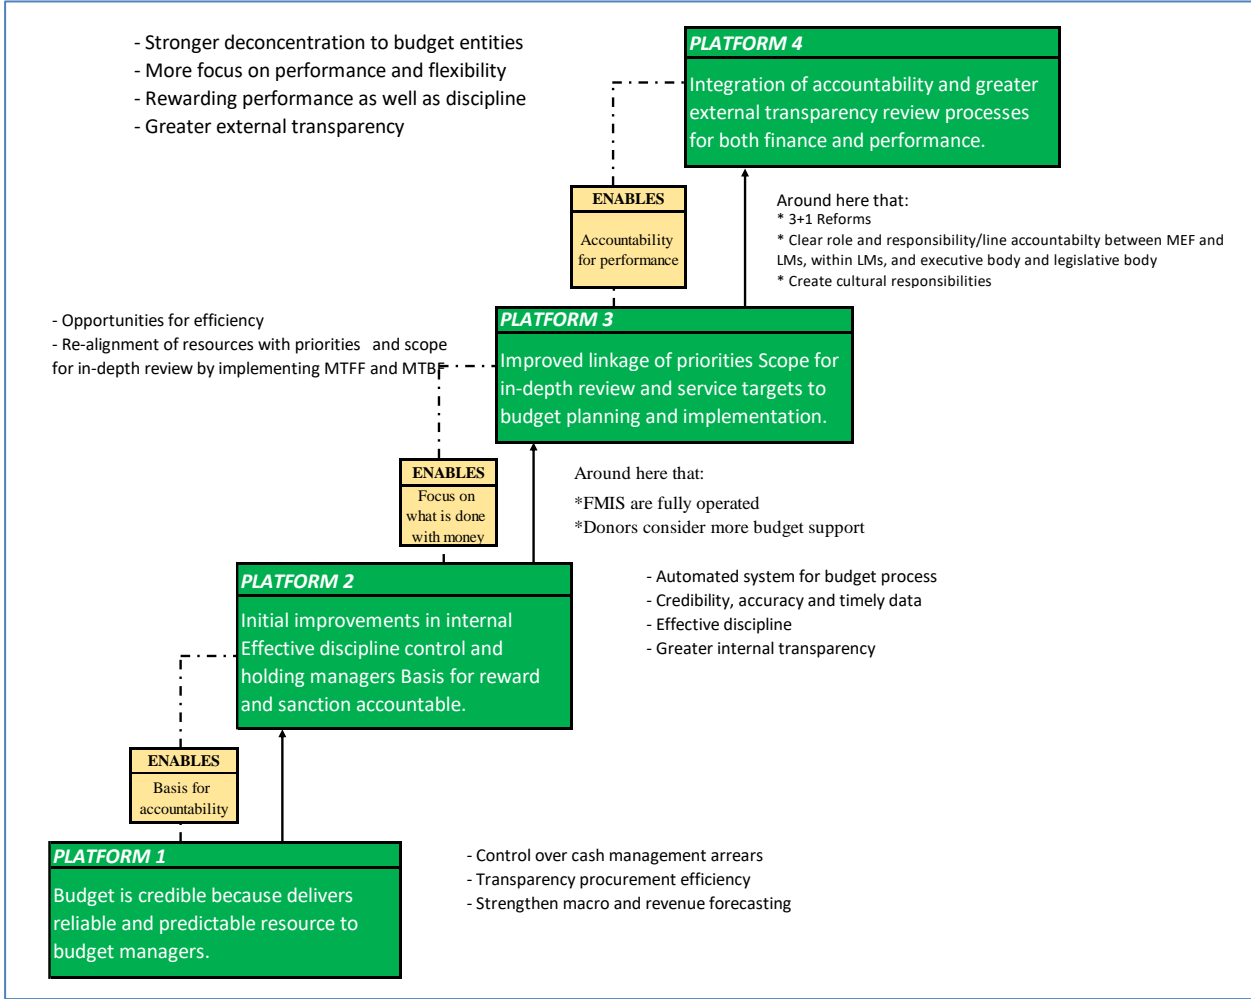 - Stronger deconcentration to budget entities
- More focus on performance and flexibility
- Rewarding performance as well as discipline
- Greater external transparency
PLATFORM 4
Integration of accountability and greater
external transparency review processes
for both finance and performance.
ENABLES
Accountability
for performance
Around here that:
* 3+1 Reforms
* Clear role and responsibility/line accountabilty between MEF and
LMs, within LMs, and executive body and legislative body
* Create cultural responsibilities
- Opportunities for efficiency
- Re-alignment of resources with priorities and scope
for in-depth review by implementing MTFF and MTBF
PLATFORM 3
Improved linkage of priorities Scope for
in-depth review and service targets to
budget planning and implementation.
ENABLES
Focus on
what is done
with money
Around here that:
*FMIS are fully operated
*Donors consider more budget support
PLATFORM 2
Initial improvements in internal
Effective discipline control and
holding managers Basis for reward
and sanction accountable.
- Automated system for budget process
- Credibility, accuracy and timely data
- Effective discipline
- Greater internal transparency
ENABLES
Basis for
accountability
PLATFORM 1
Budget is credible because delivers
reliable and predictable resource to
budget managers.
- Control over cash management arrears
- Transparency procurement efficiency
- Strengthen macro and revenue forecasting